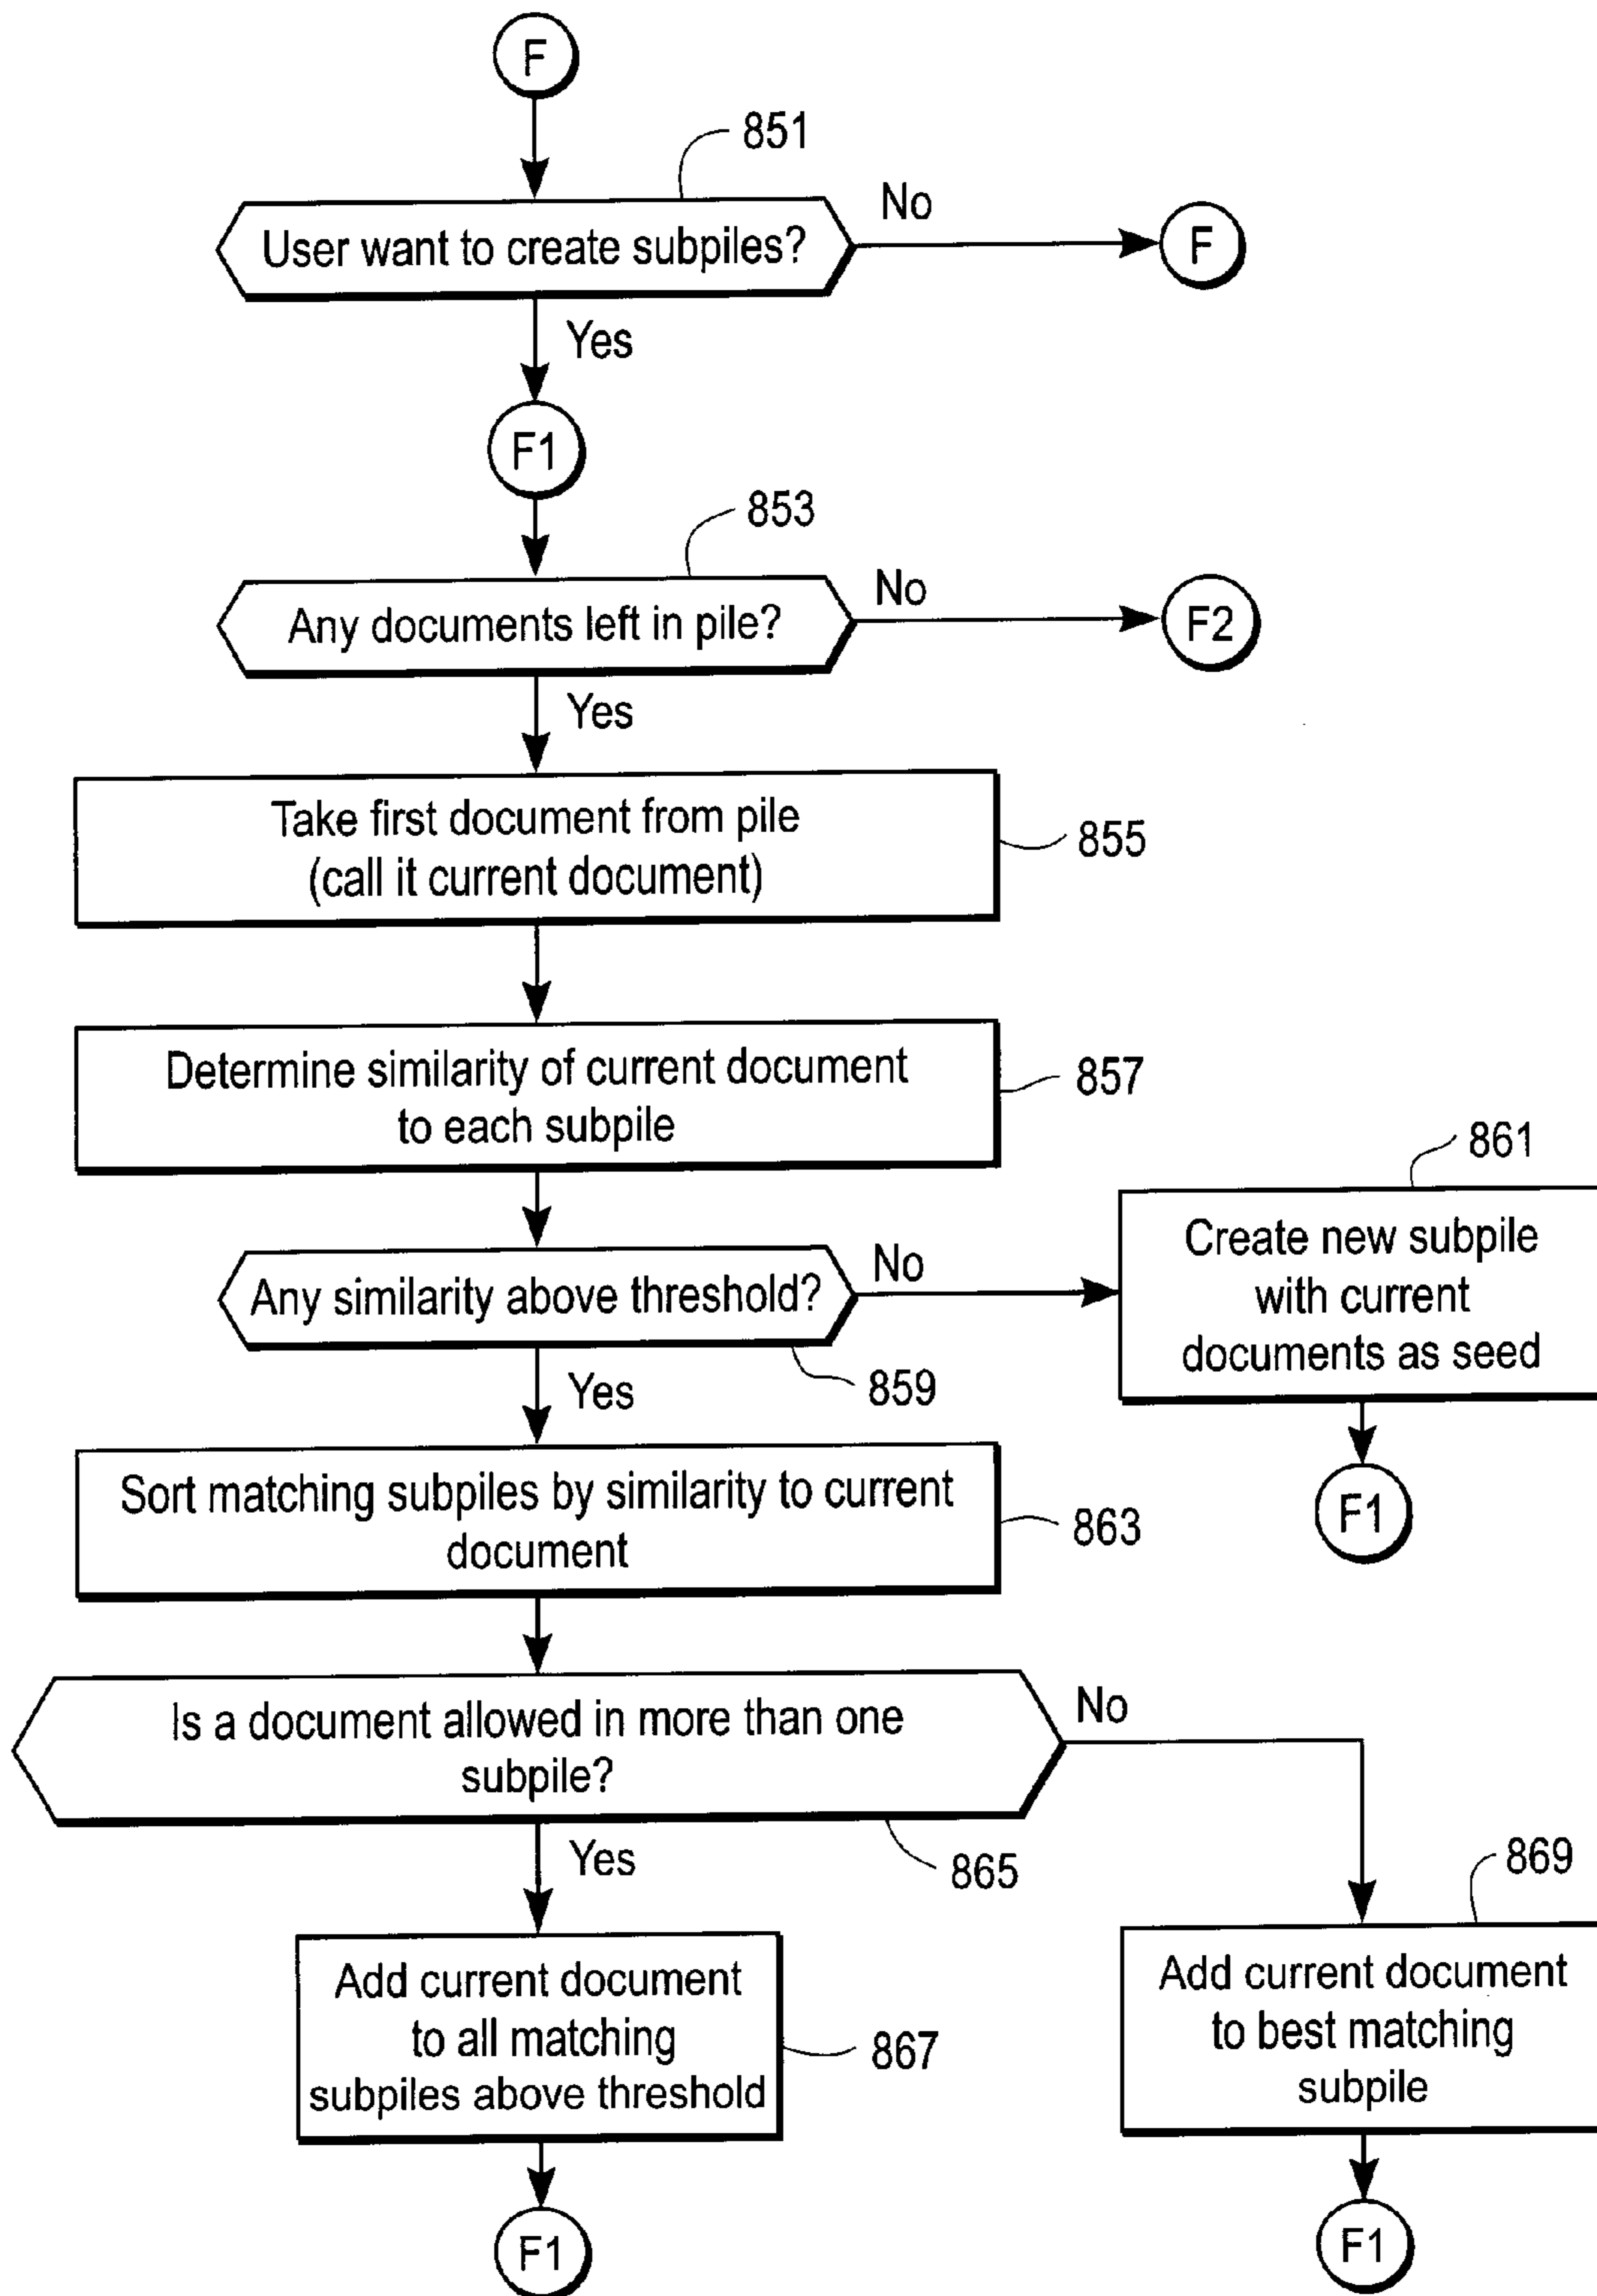 F
851
User want to create subpiles?
No
F
Yes
F1
853
Any documents left in pile?
No
F2
Yes
Take first document from pile
(call it current document)
855
Determine similarity of current document
to each subpile
857
Any similarity above threshold?
No
859
861
Create new subpile
with current
documents as seed
F1
Yes
Sort matching subpiles by similarity to current
document
863
Is a document allowed in more than one
subpile?
No
865
Yes
Add current document
to all matching
subpiles above threshold
867
F1
869
Add current document
to best matching
subpile
F1